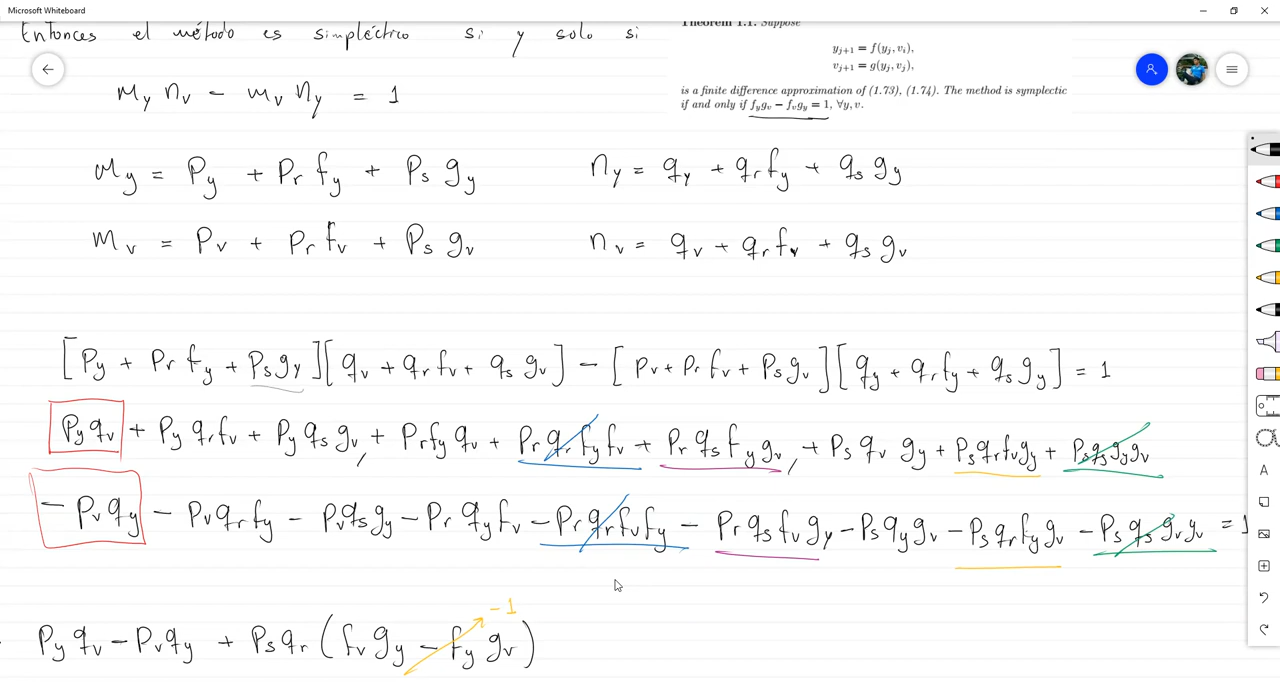 Microsoft Whiteboard
Entonces el método es simpléctico si y solo si
Theorem 1.1. Suppose
y_{j+1} = f(y_j, v_i),
v_{j+1} = g(y_j, v_j),
is a finite difference approximation of (1.73), (1.74). The method is symplectic
if and only if f_y g_v − f_v g_y = 1, ∀y, v.
m_y n_v − m_v n_y = 1
m_y = P_y + P_r f_y + P_s g_y
n_y = q_y + q_r f_y + q_s g_y
m_v = P_v + P_r f_v + P_s g_v
n_v = q_v + q_r f_v + q_s g_v
[P_y + P_r f_y + P_s g_y][q_v + q_r f_v + q_s g_v] − [P_v + P_r f_v + P_s g_v][q_y + q_r f_y + q_s g_y] = 1
P_y q_v + P_y q_r f_v + P_y q_s g_v + P_r f_y q_v + P_r q_r f_y f_v + P_r q_s f_y g_v + P_s q_v g_y + P_s q_r f_v g_y + P_s q_s g_y g_v
− P_v q_y − P_v q_r f_y − P_v q_s g_y − P_r q_y f_v − P_r q_r f_v f_y − P_r q_s f_v g_y − P_s q_y g_v − P_s q_r f_y g_v − P_s q_s g_v g_v = 1
-1
P_y q_v − P_v q_y + P_s q_r (f_v g_y − f_y g_v)
A